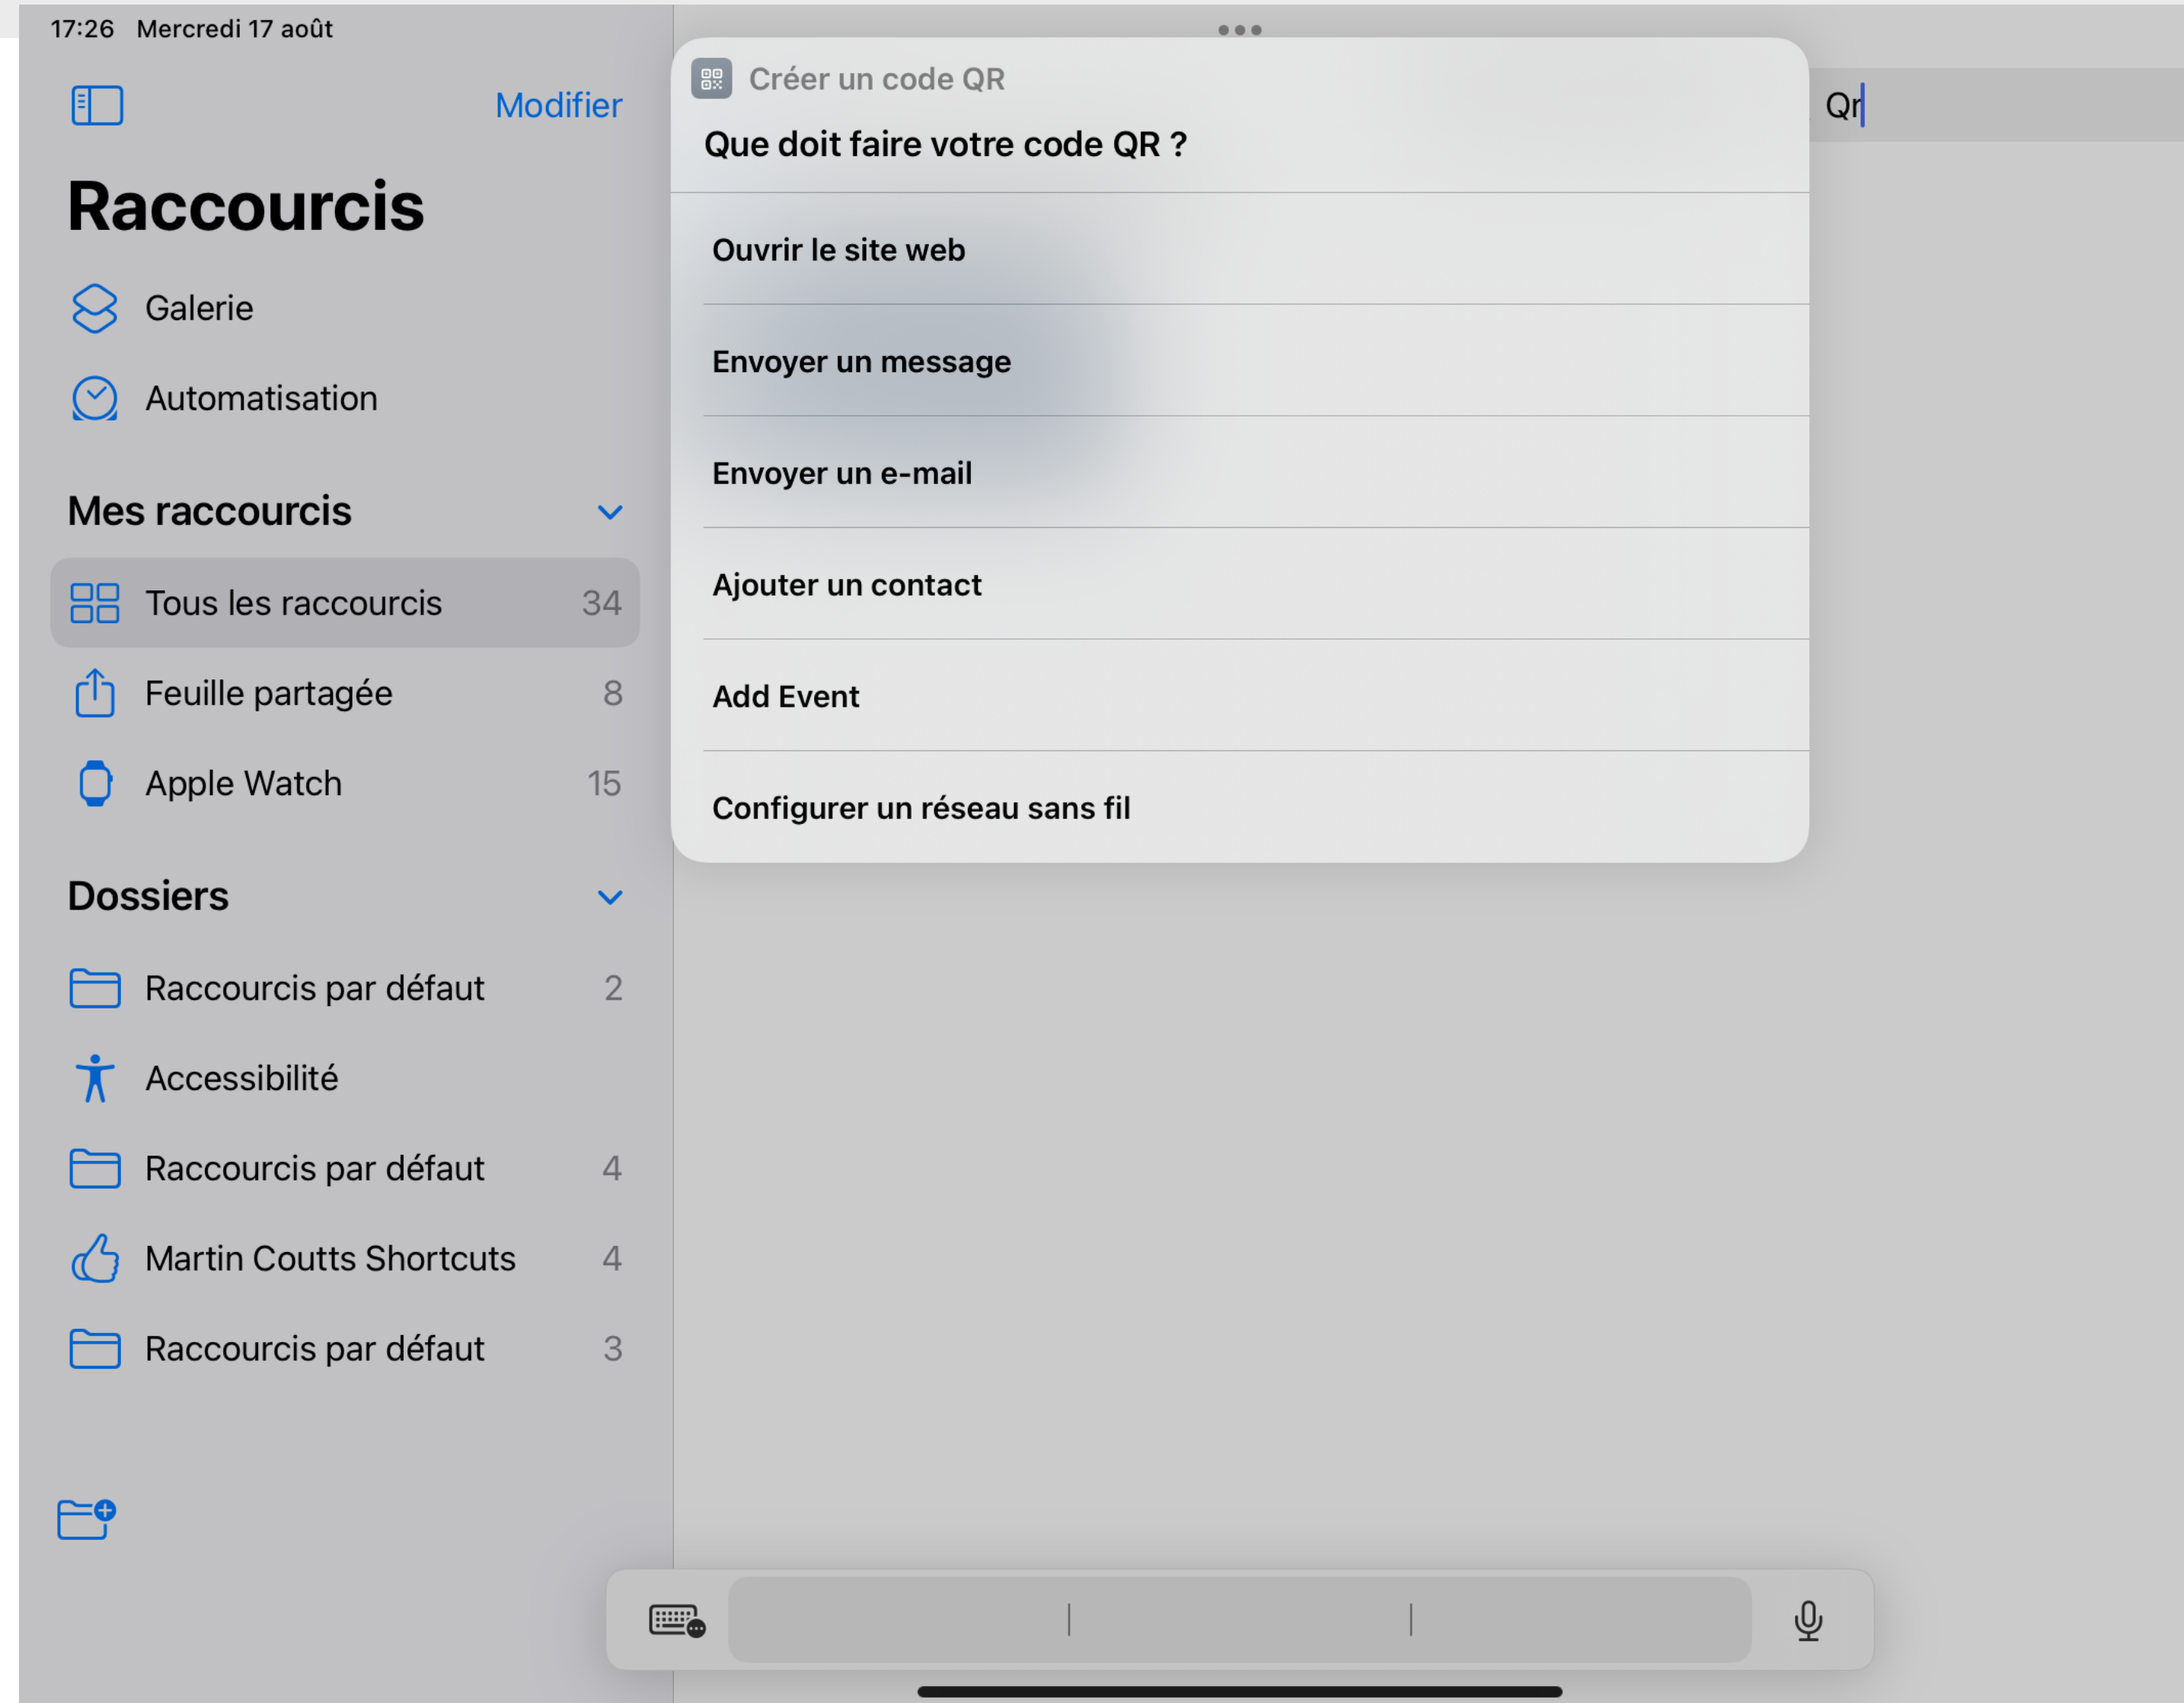 17:26 Mercredi 17 août
Modifier
Raccourcis
Galerie
Automatisation
Mes raccourcis
Tous les raccourcis 34
Feuille partagée 8
Apple Watch 15
Dossiers
Raccourcis par défaut 2
Accessibilité
Raccourcis par défaut 4
Martin Coutts Shortcuts 4
Raccourcis par défaut 3
Créer un code QR
Que doit faire votre code QR ?
Ouvrir le site web
Envoyer un message
Envoyer un e-mail
Ajouter un contact
Add Event
Configurer un réseau sans fil
Qr